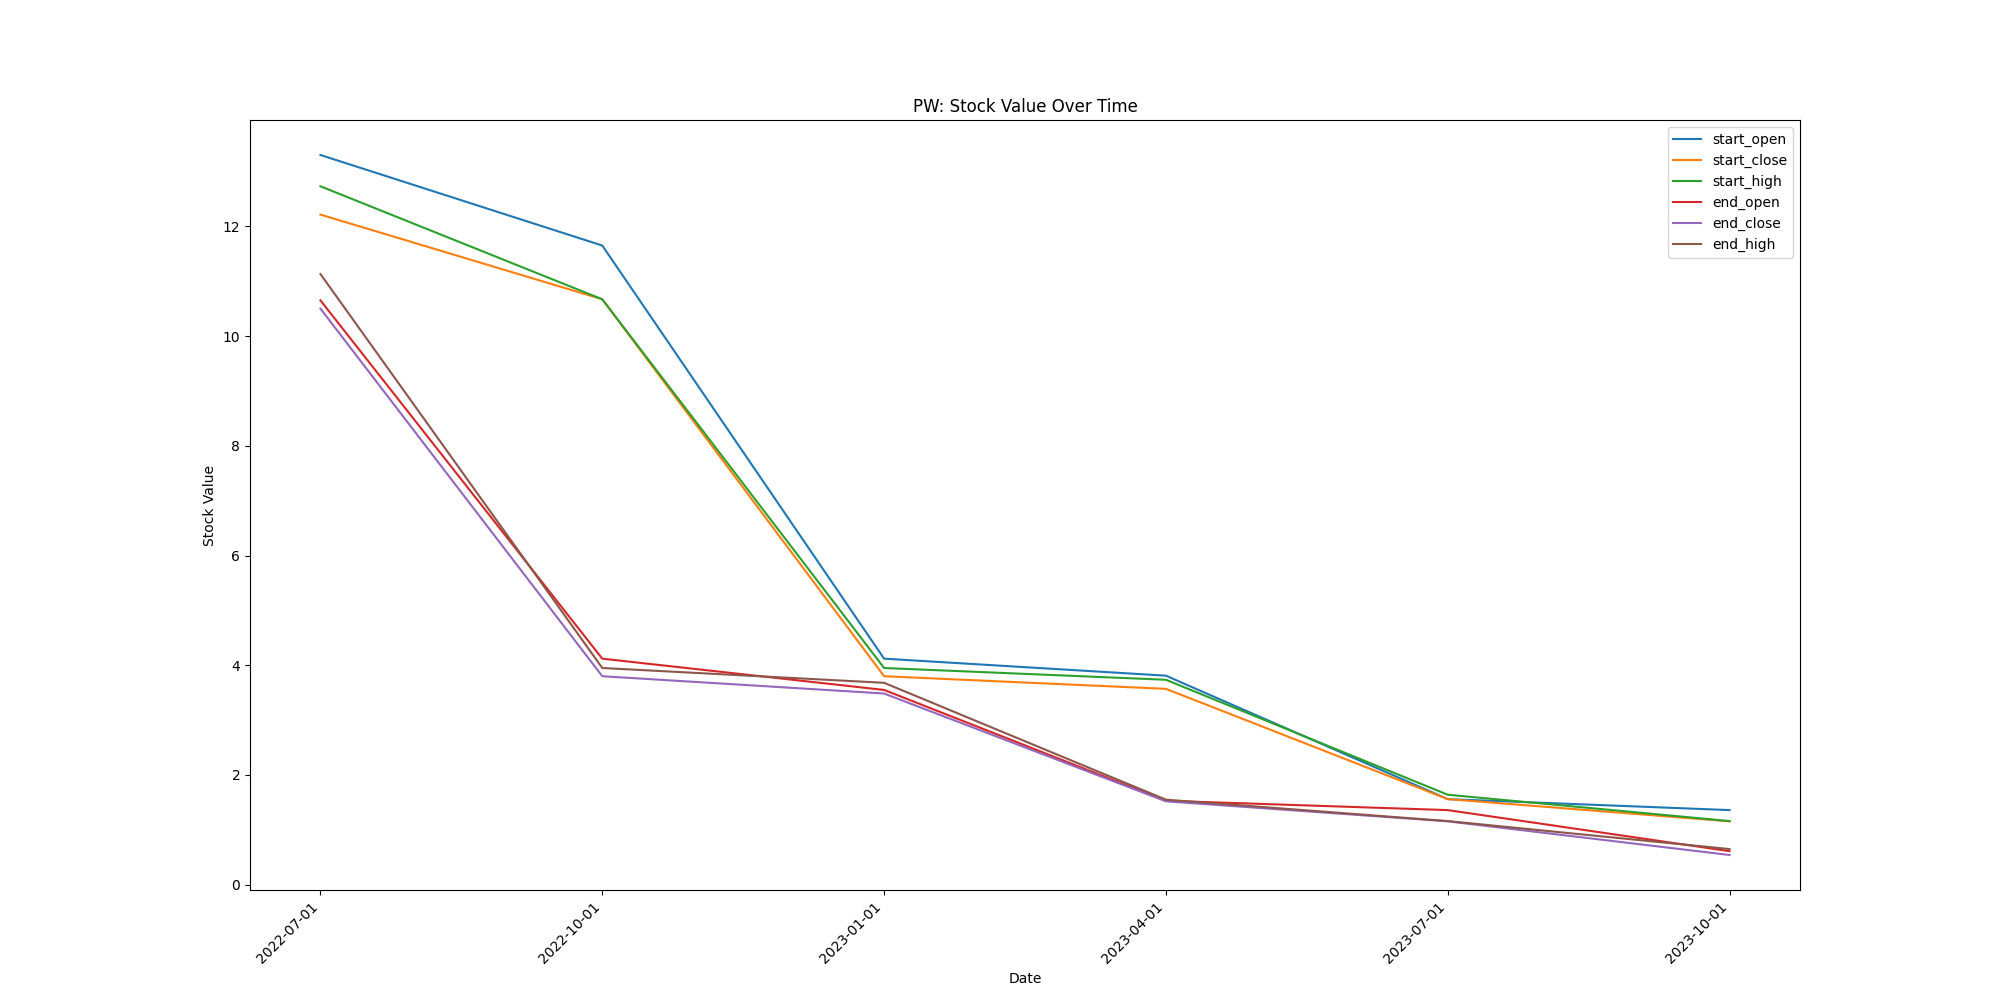 PW: Stock Value Over Time
start_open
start_close
start_high
end_open
end_close
end_high
12
10
8
6
4
2
0
Stock Value
2022-07-01
2022-10-01
2023-01-01
2023-04-01
2023-07-01
2023-10-01
Date